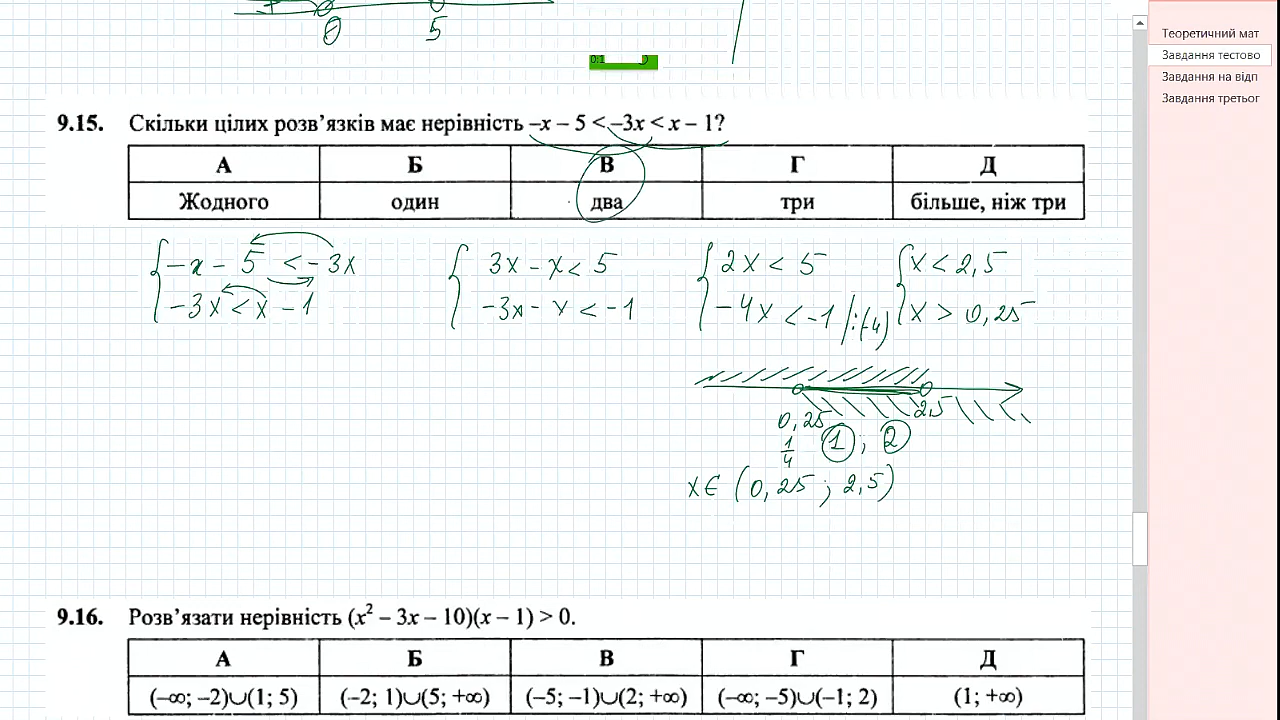 0 5
Теоретичний мат
Завдання тестово
Завдання на відп
Завдання третьог
9.15. Скільки цілих розв’язків має нерівність –x – 5 < –3x < x – 1?
А Б В Г Д
Жодного один два три більше, ніж три
{ -x - 5 < -3x { 3x - x < 5 { 2x < 5 { x < 2,5
-3x < x - 1 -3x - x < -1 -4x < -1 |:(-4) x > 0,25
0,25 2,5
1/4 1 ; 2
x ∈ (0,25 ; 2,5)
9.16. Розв’язати нерівність (x² – 3x – 10)(x – 1) > 0.
А Б В Г Д
(–∞; –2)∪(1; 5) (–2; 1)∪(5; +∞) (–5; –1)∪(2; +∞) (–∞; –5)∪(–1; 2) (1; +∞)